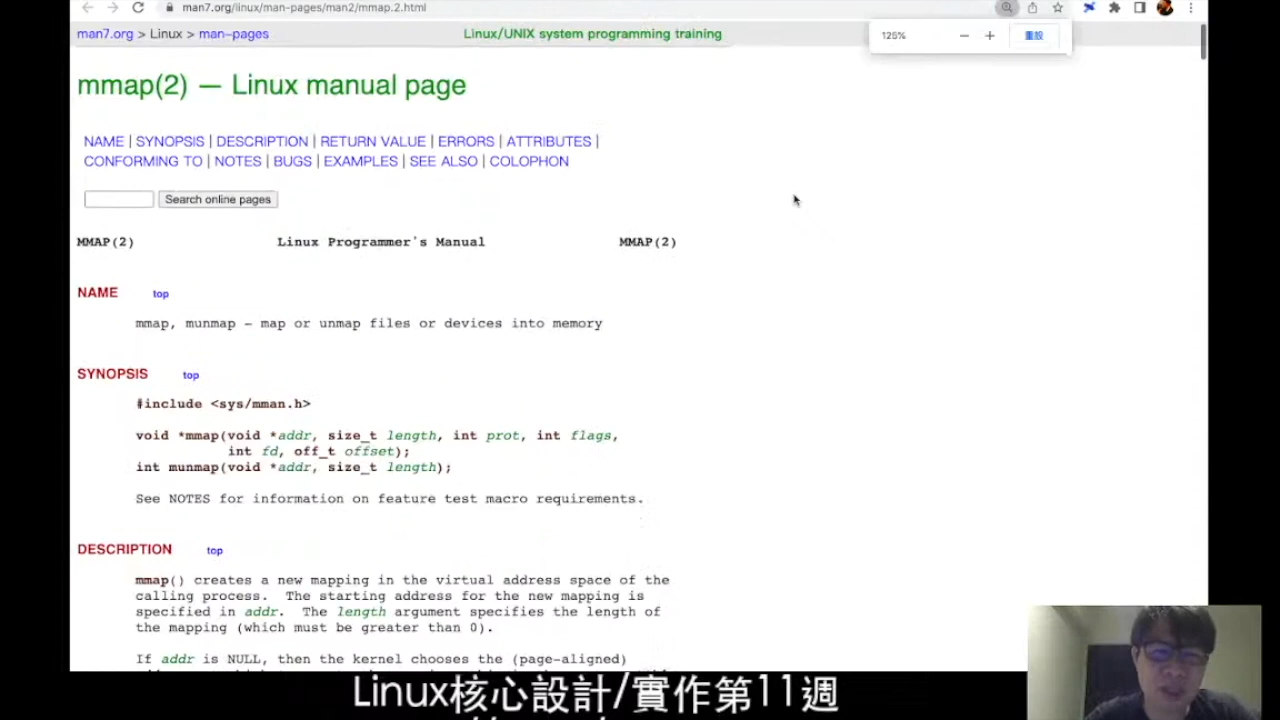 man7.org/linux/man-pages/man2/mmap.2.html
man7.org > Linux > man-pages
Linux/UNIX system programming training
125%
重設
mmap(2) — Linux manual page
NAME | SYNOPSIS | DESCRIPTION | RETURN VALUE | ERRORS | ATTRIBUTES |
CONFORMING TO | NOTES | BUGS | EXAMPLES | SEE ALSO | COLOPHON
Search online pages
MMAP(2) Linux Programmer's Manual MMAP(2)
NAME top
mmap, munmap - map or unmap files or devices into memory
SYNOPSIS top
#include <sys/mman.h>
void *mmap(void *addr, size_t length, int prot, int flags,
int fd, off_t offset);
int munmap(void *addr, size_t length);
See NOTES for information on feature test macro requirements.
DESCRIPTION top
mmap() creates a new mapping in the virtual address space of the
calling process. The starting address for the new mapping is
specified in addr. The length argument specifies the length of
the mapping (which must be greater than 0).
If addr is NULL, then the kernel chooses the (page-aligned)
Linux核心設計/實作第11週